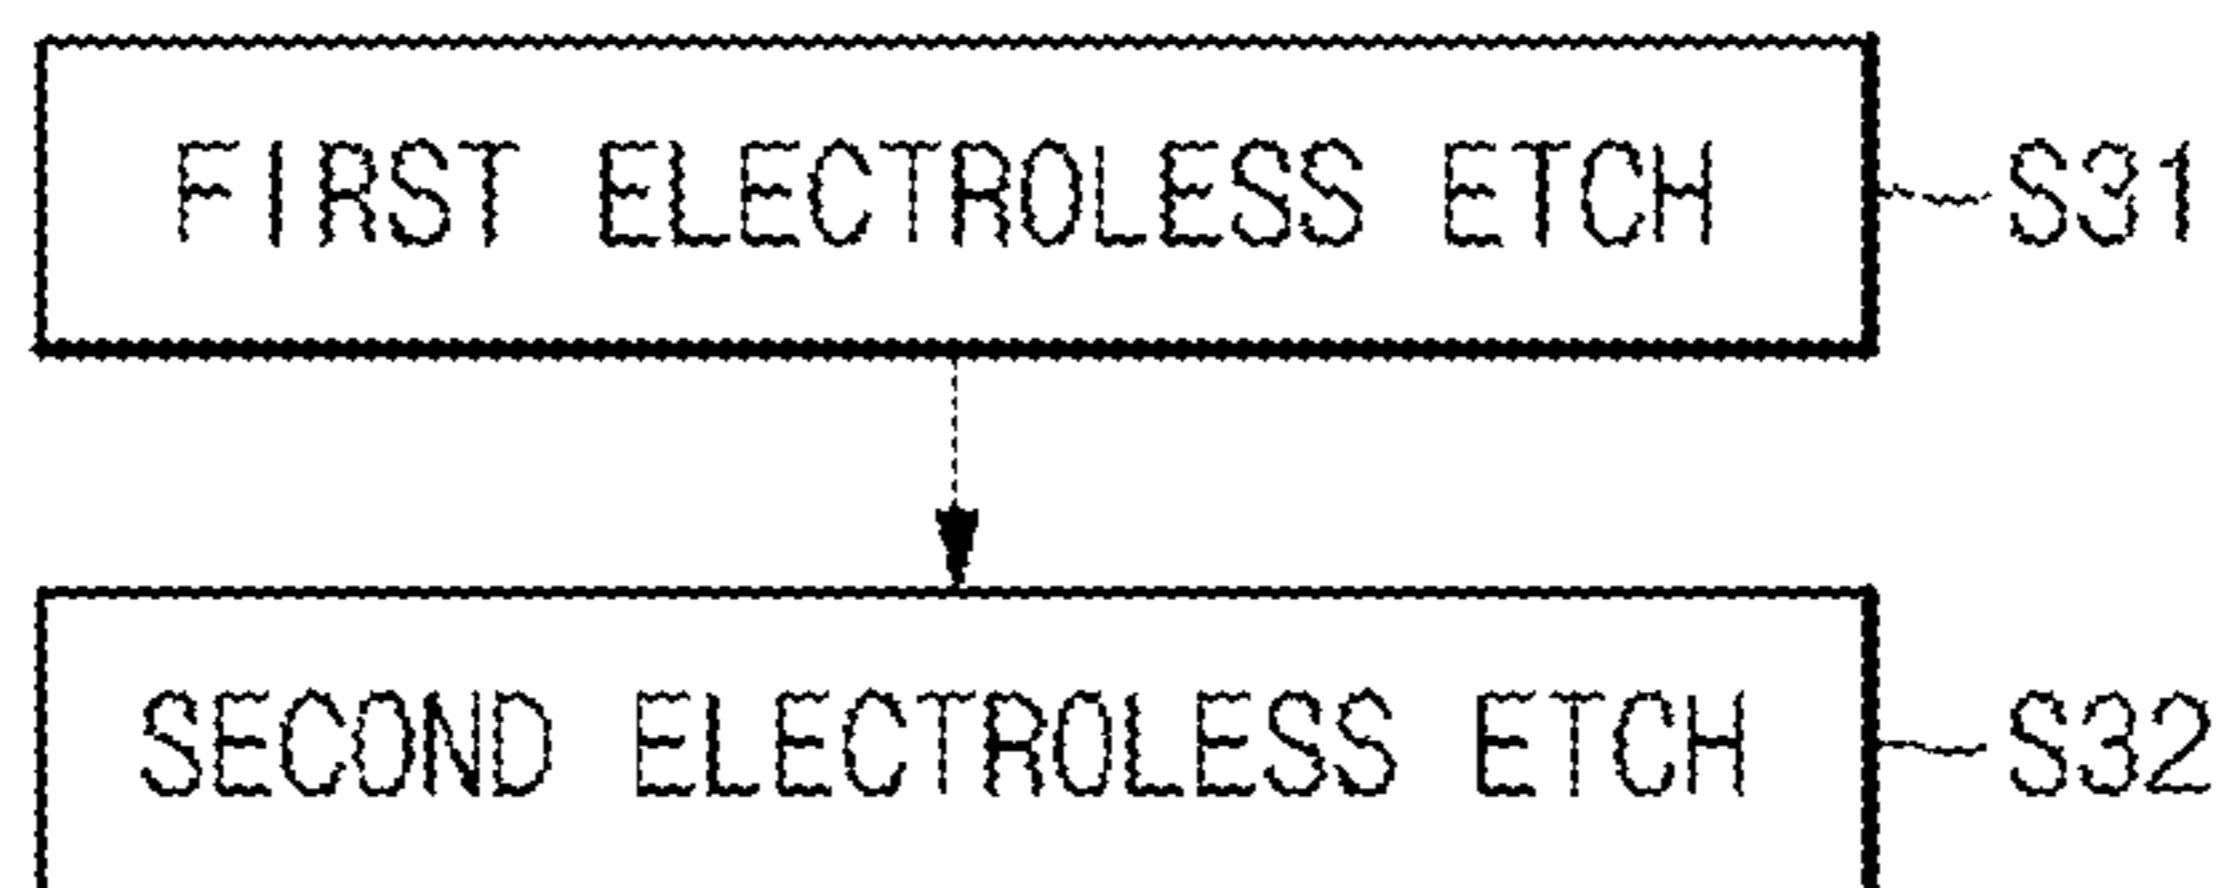 FIRST ELECTROLESS ETCH S31
SECOND ELECTROLESS ETCH S32